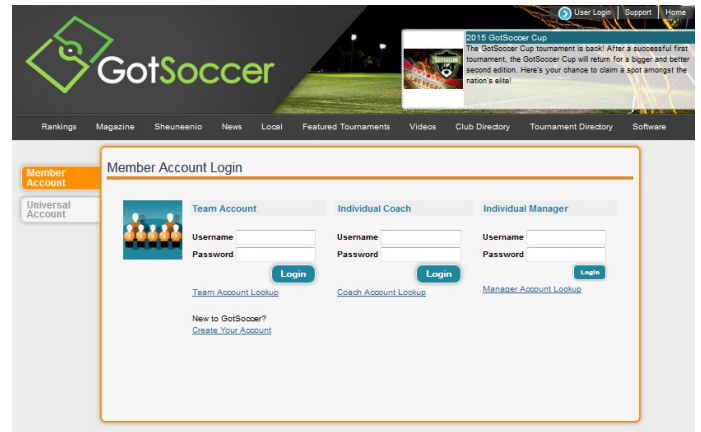 User Login Support Home
GotSoccer
2015 GotSoccer Cup
The GotSoccer Cup tournament is back! After a successful first
tournament, the GotSoccer Cup will return for a bigger and better
second edition. Here's your chance to claim a spot amongst the
nation's elite!
Rankings Magazine Sheuneenio News Local Featured Tournaments Videos Club Directory Tournament Directory Software
Member
Account
Universal
Account
Member Account Login
Team Account Individual Coach Individual Manager
Username Username Username
Password Password Password
Login Login Login
Team Account Lookup Coach Account Lookup Manager Account Lookup
New to GotSoccer?
Create Your Account